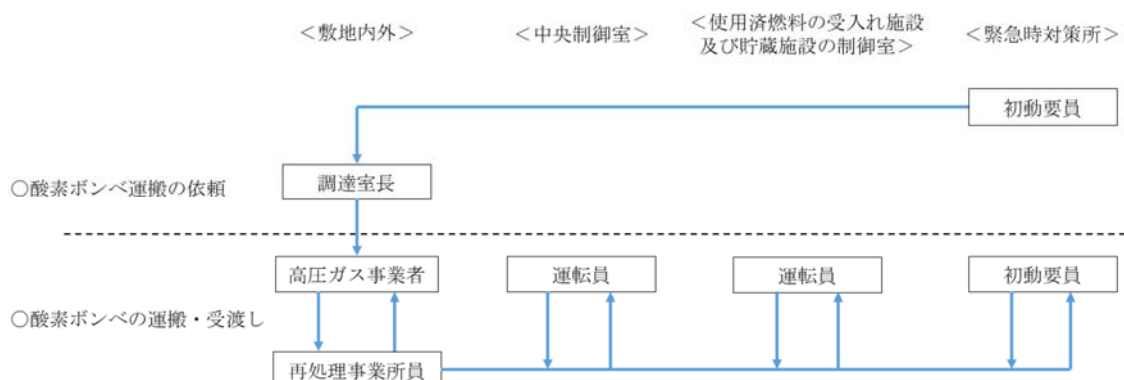 ＜敷地内外＞
＜中央制御室＞
＜使用済燃料の受入れ施設
及び貯蔵施設の制御室＞
＜緊急時対策所＞
初動要員
○酸素ボンベ運搬の依頼
調達室長
高圧ガス事業者
運転員
運転員
初動要員
○酸素ボンベの運搬・受渡し
再処理事業所員